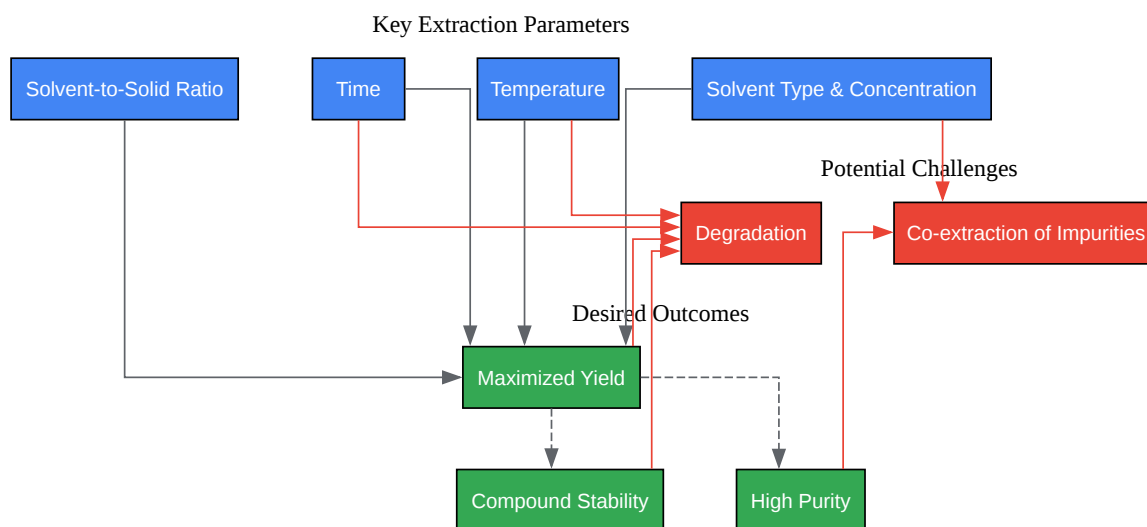 Key Extraction Parameters
Solvent-to-Solid Ratio
Time
Temperature
Solvent Type & Concentration
Potential Challenges
Degradation
Co-extraction of Impurities
Desired Outcomes
Maximized Yield
Compound Stability
High Purity